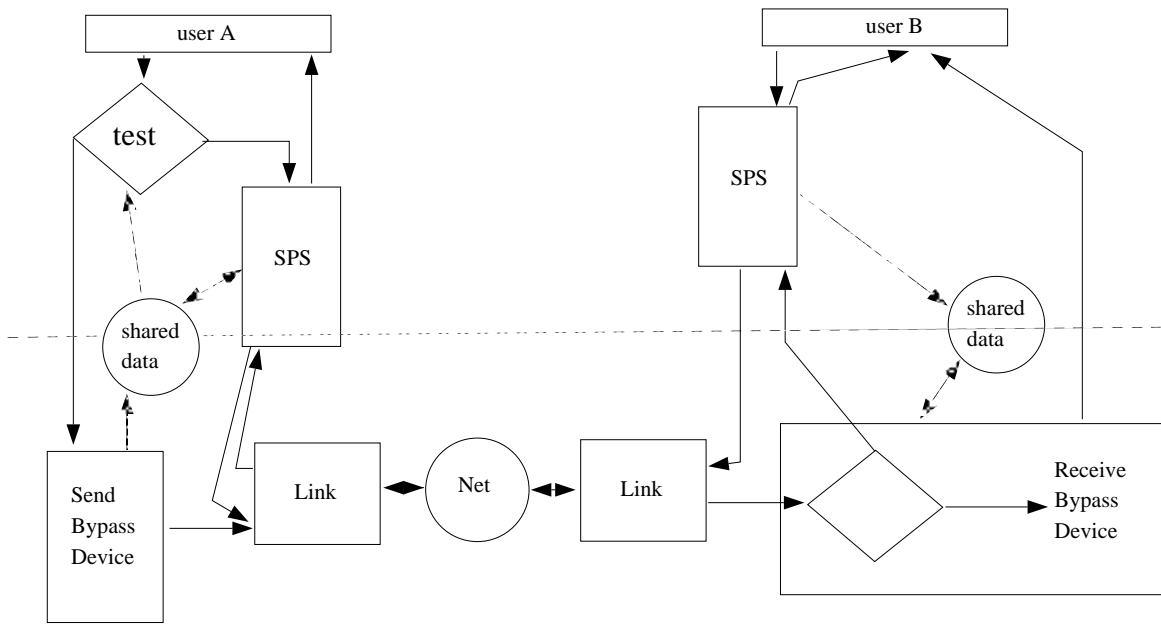 user A
user B
test
SPS
SPS
shared
data
shared
data
Send
Bypass
Device
Link
Net
Link
Receive
Bypass
Device